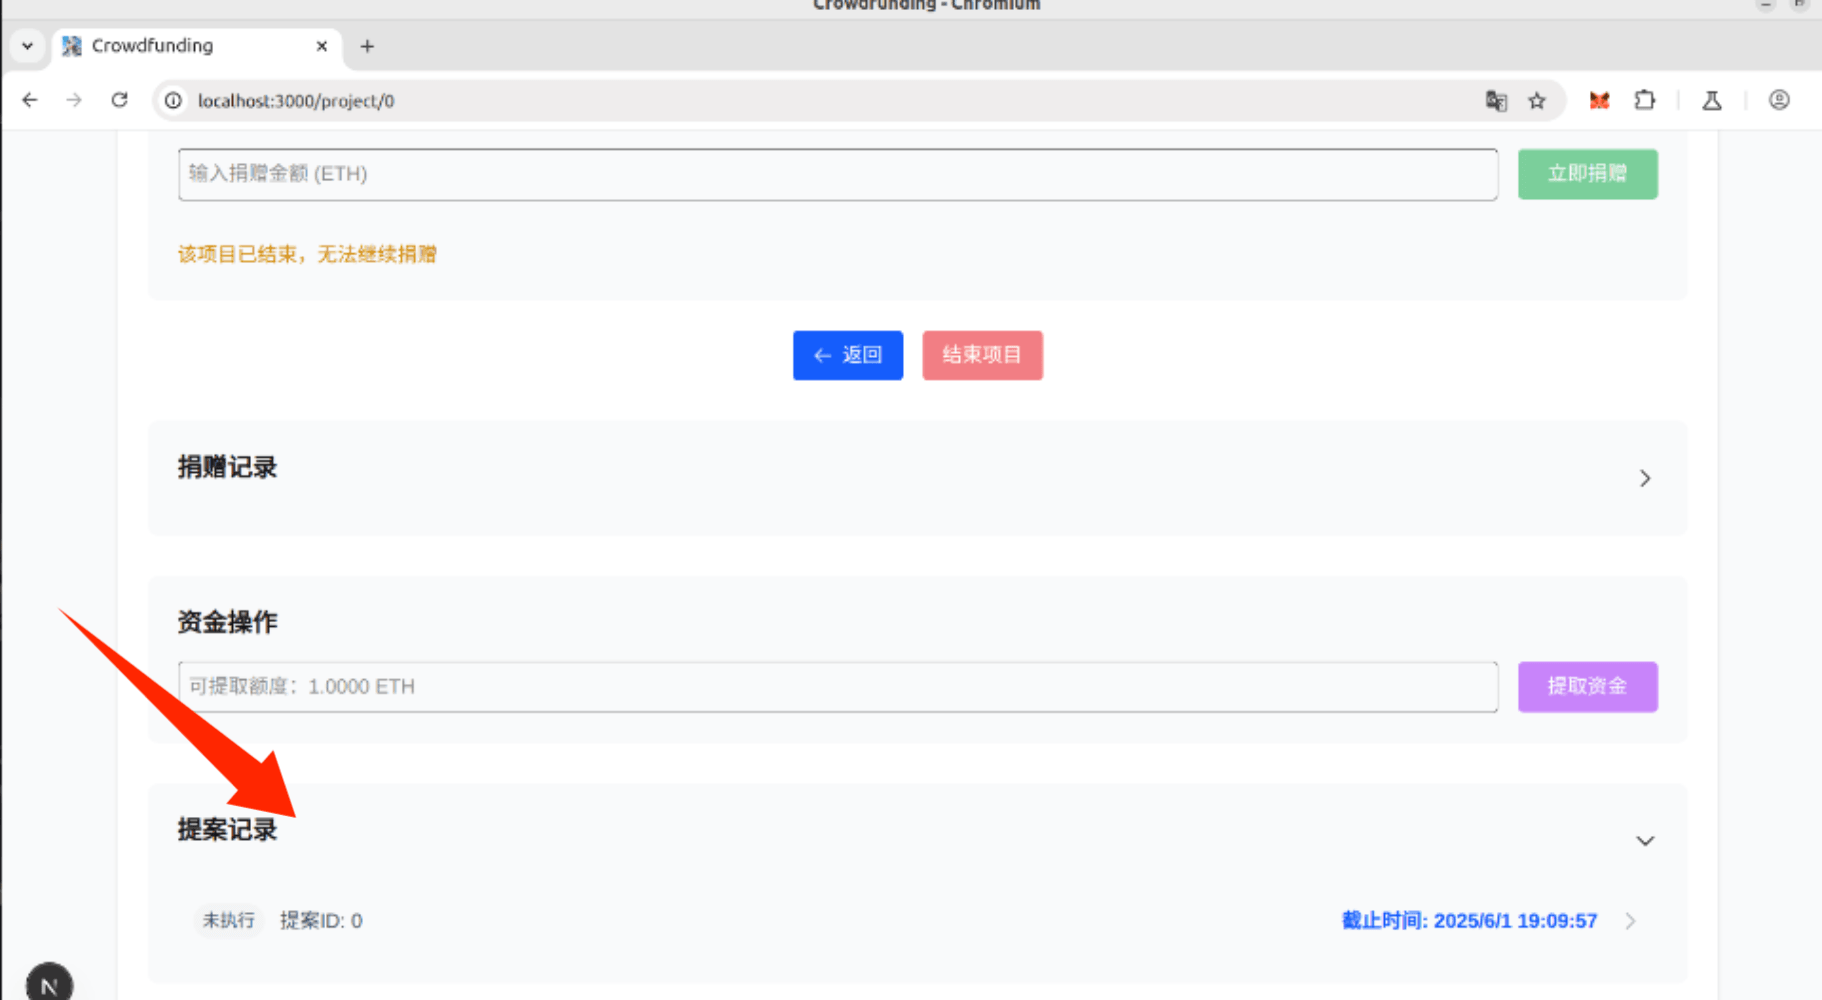 Crowdfunding - Chromium
Crowdfunding
localhost:3000/project/0
输入捐赠金额 (ETH)
立即捐赠
该项目已结束，无法继续捐赠
← 返回
结束项目
捐赠记录
资金操作
可提取额度：1.0000 ETH
提取资金
提案记录
未执行 提案ID: 0
截止时间: 2025/6/1 19:09:57
N